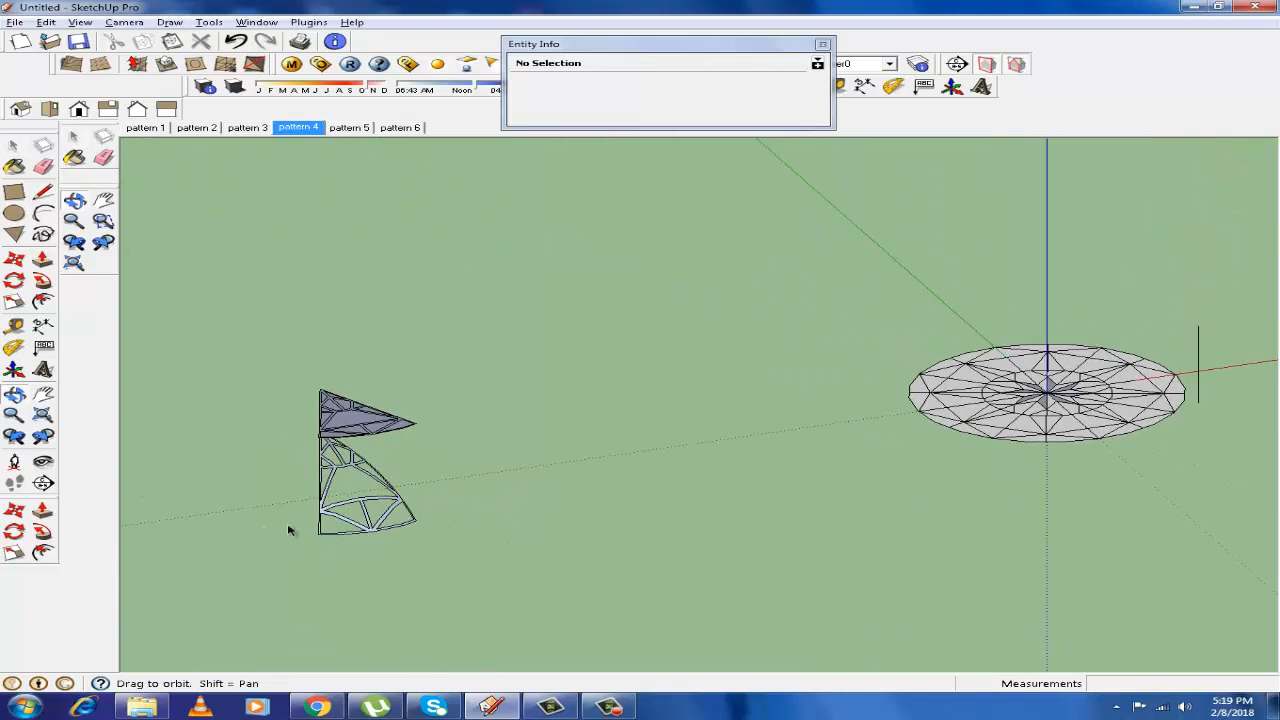 Untitled - SketchUp Pro
File Edit View Camera Draw Tools Window Plugins Help
Entity Info
No Selection
J F M A M J J A S O N D 06:43 AM Noon
pattern 1 pattern 2 pattern 3 pattern 4 pattern 5 pattern 6
ABC
ABC
Drag to orbit. Shift = Pan
Measurements
5:19 PM
2/8/2018